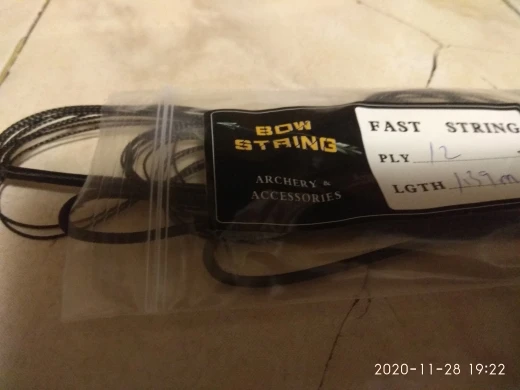 BOW
STRING
ARCHERY &
ACCESSORIES
FAST STRING
PLY 12
LGTH
2020-11-28 19:22